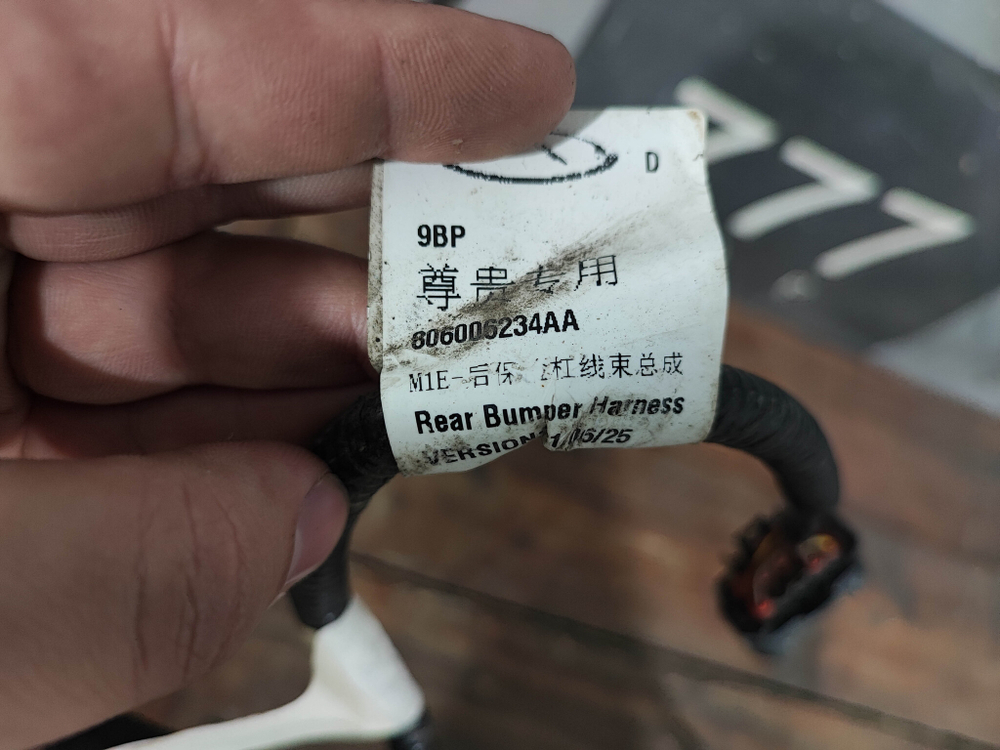 D
9BP
尊贵专用
806006234AA
M1E-后保 杠线束总成
Rear Bumper Harness
VERSION 1/06/25
777